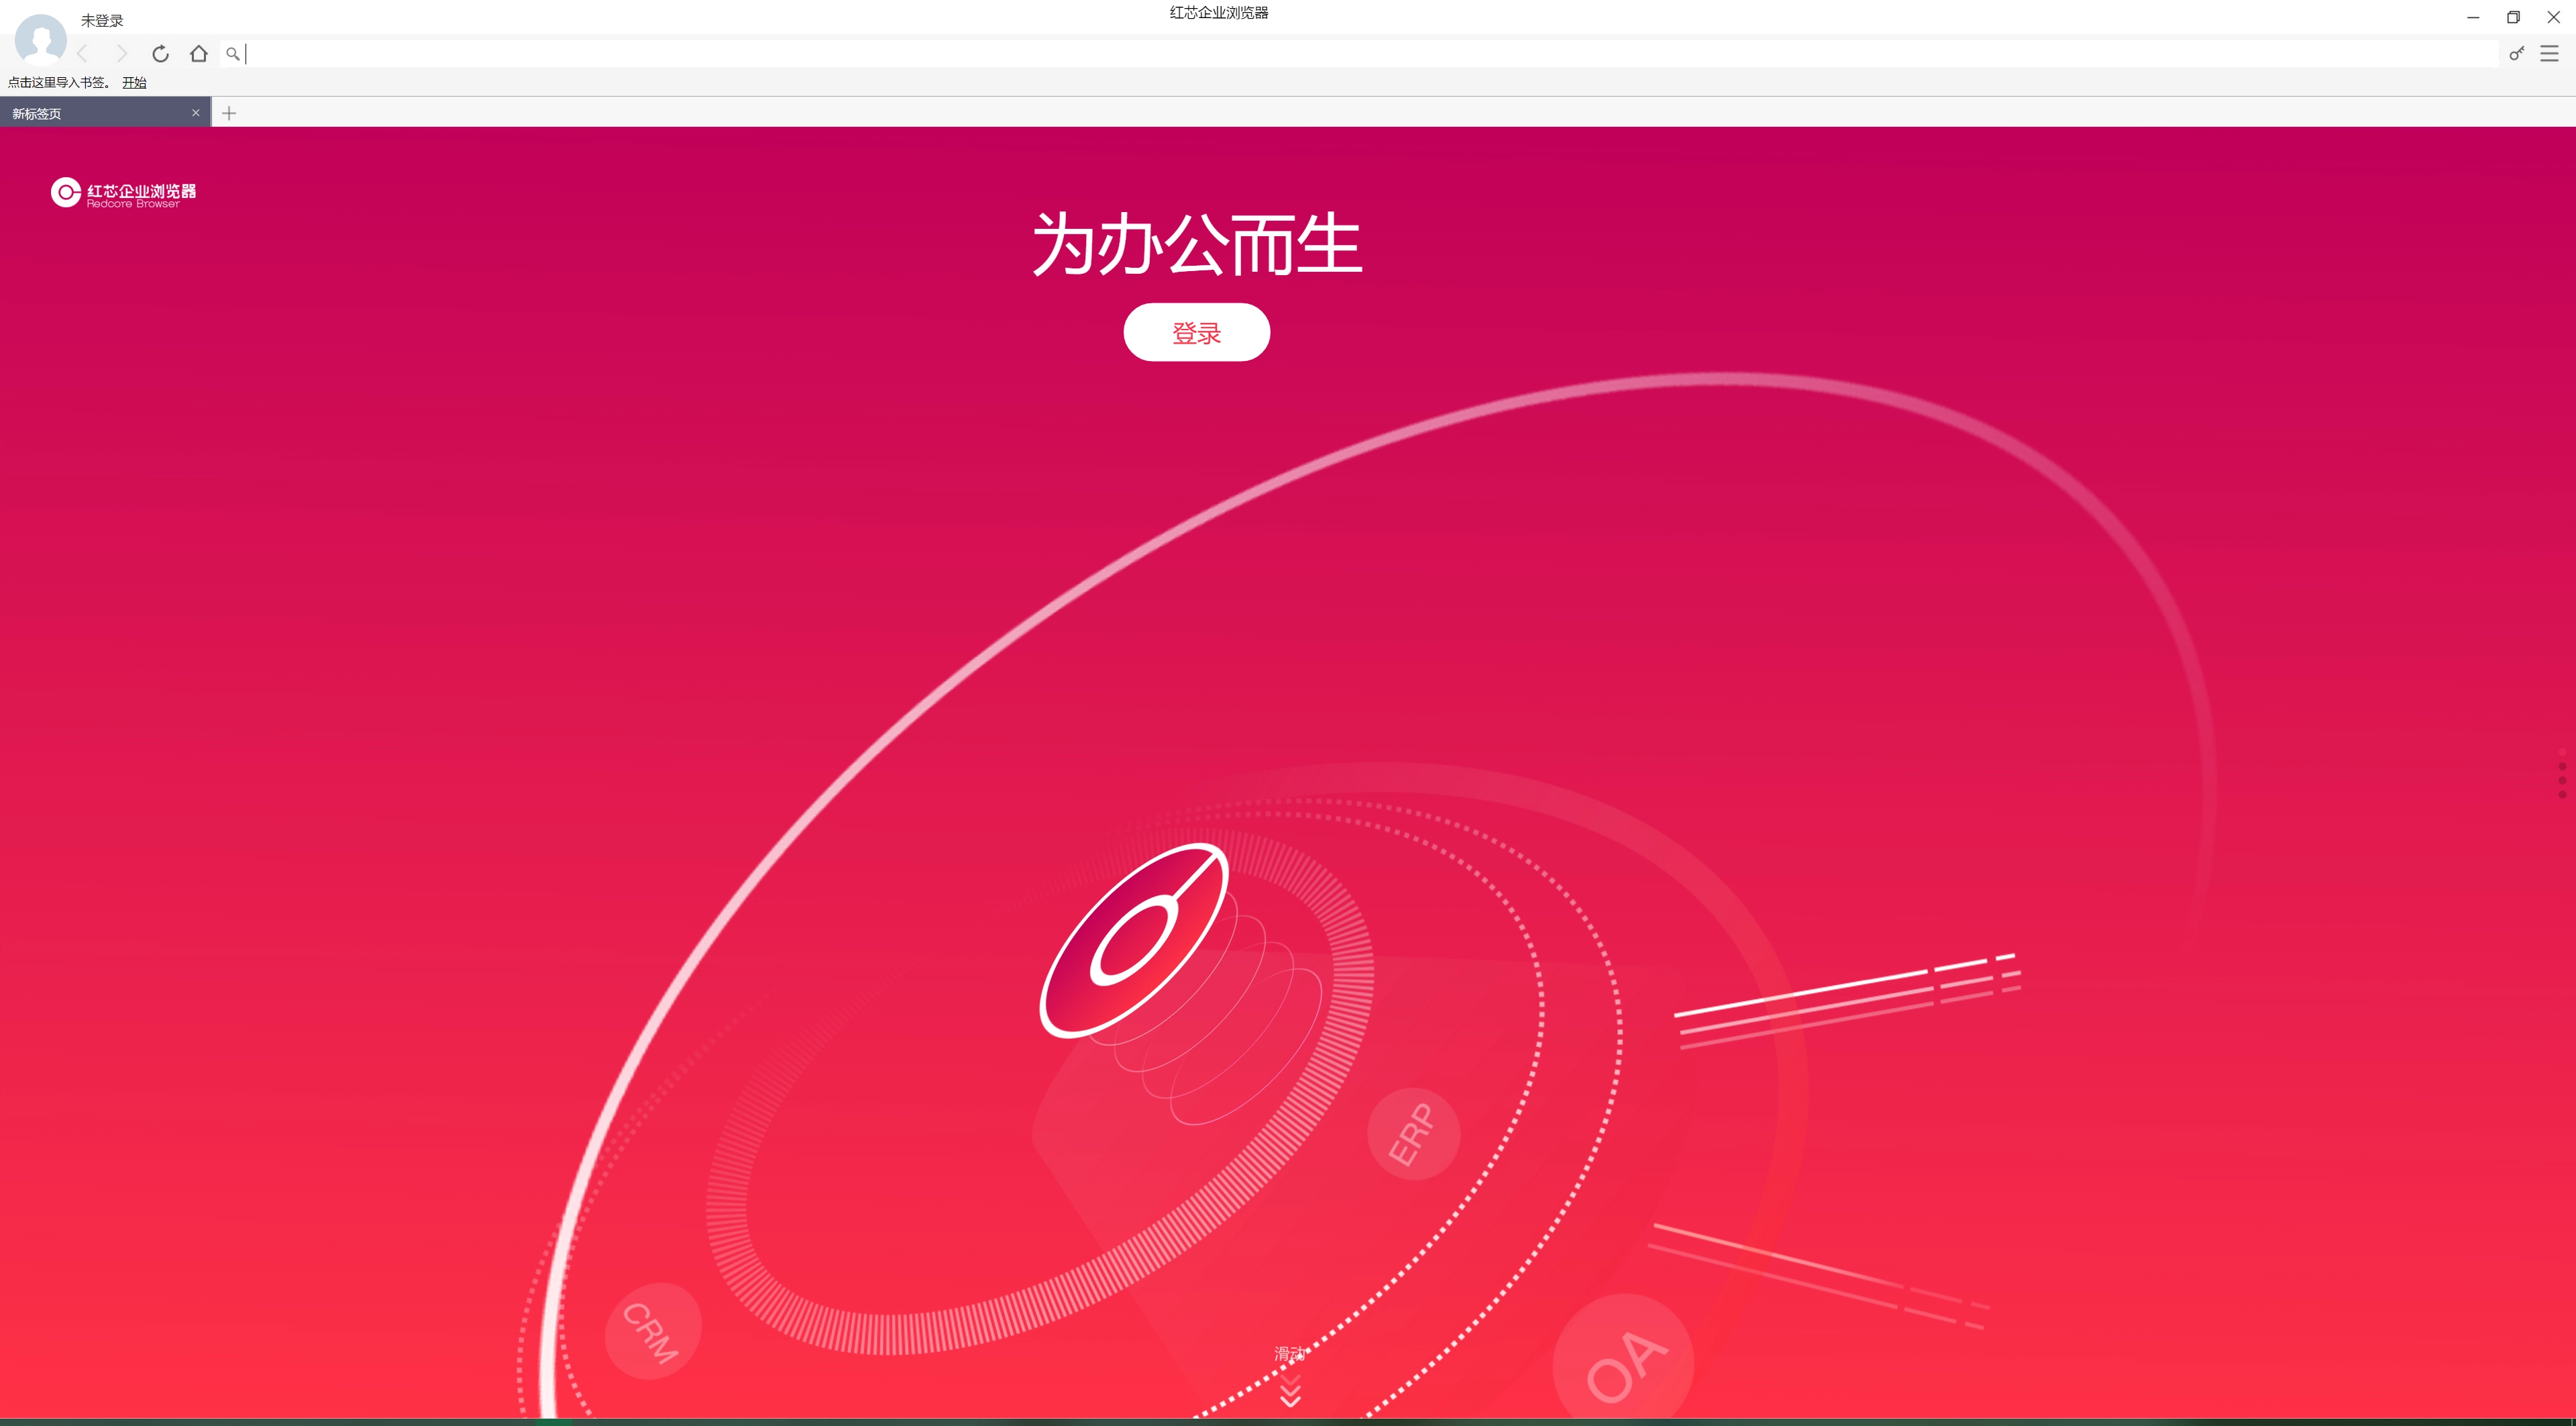 未登录
红芯企业浏览器
点击这里导入书签。 开始
新标签页
红芯企业浏览器
Redcore Browser
为办公而生
登录
ERP
CRM
OA
滑动